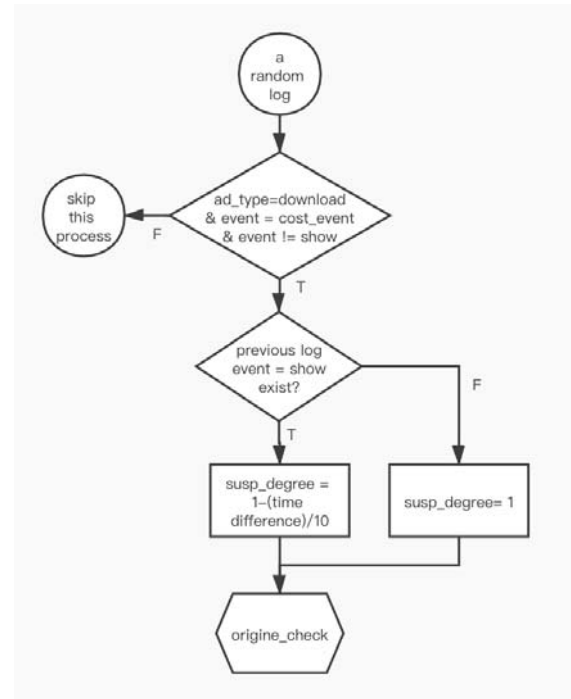 a
random
log
ad_type=download
& event = cost_event
& event != show
skip
this
process
F
T
previous log
event = show
exist?
F
T
susp_degree =
1-(time
difference)/10
susp_degree= 1
origine_check